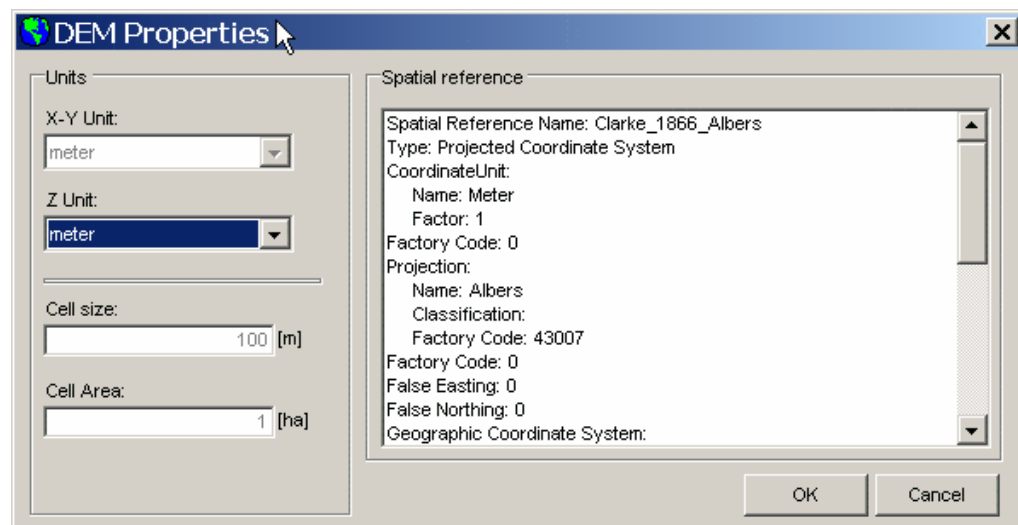 DEM Properties
Units
X-Y Unit:
meter
Z Unit:
meter
Cell size:
100 [m]
Cell Area:
1 [ha]
Spatial reference
Spatial Reference Name: Clarke_1866_Albers
Type: Projected Coordinate System
CoordinateUnit:
Name: Meter
Factor: 1
Factory Code: 0
Projection:
Name: Albers
Classification:
Factory Code: 43007
Factory Code: 0
False Easting: 0
False Northing: 0
Geographic Coordinate System:
OK
Cancel